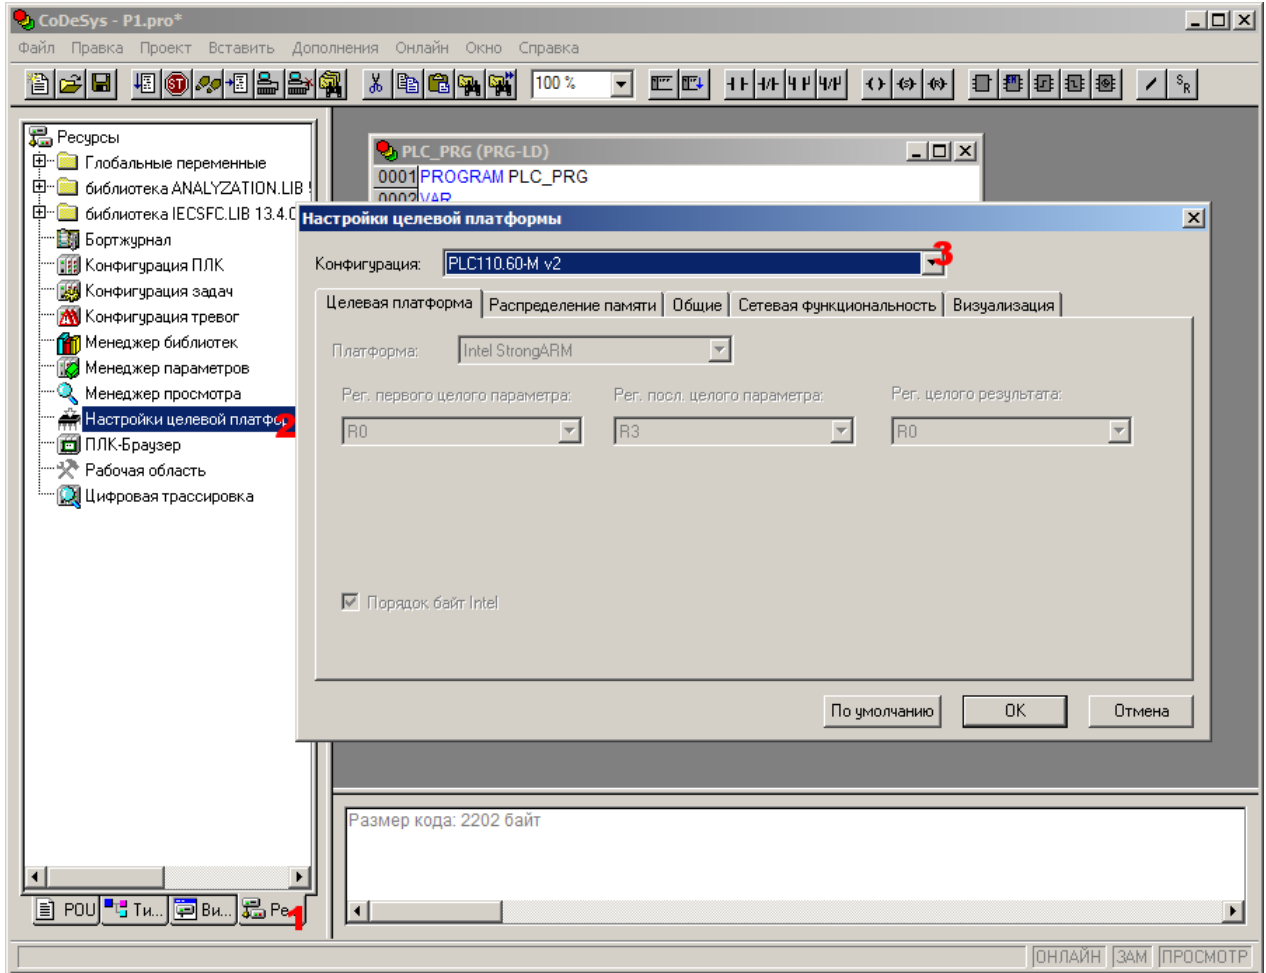 CoDeSys - P1.pro*
Файл Правка Проект Вставить Дополнения Онлайн Окно Справка
ST
100 %
S
R
Ресурсы
Глобальные переменные
библиотека ANALYZATION.LIB
библиотека IECSFC.LIB 13.4.0
Бортжурнал
Конфигурация ПЛК
Конфигурация задач
Конфигурация тревог
Менеджер библиотек
Менеджер параметров
Менеджер просмотра
Настройки целевой платфор
2
ПЛК-Браузер
Рабочая область
Цифровая трассировка
POU Ти... Ви... Ре
1
PLC_PRG (PRG-LD)
0001 PROGRAM PLC_PRG
0002 VAR
Настройки целевой платформы
Конфигурация: PLC110.60-M v2
3
Целевая платформа Распределение памяти Общие Сетевая функциональность Визуализация
Платформа: Intel StrongARM
Рег. первого целого параметра: Рег. посл. целого параметра: Рег. целого результата:
R0 R3 R0
Порядок байт Intel
По умолчанию OK Отмена
Размер кода: 2202 байт
ОНЛАЙН ЗАМ ПРОСМОТР